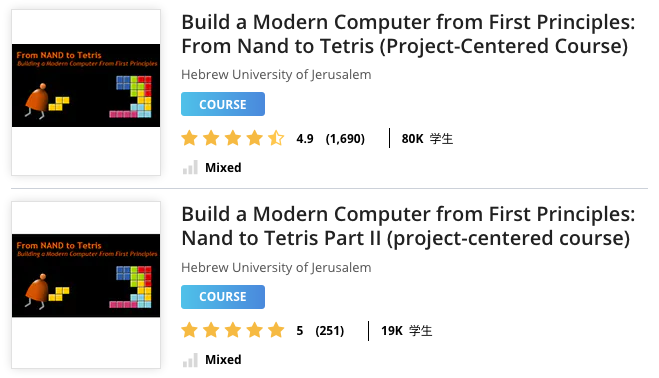 Build a Modern Computer from First Principles:
From Nand to Tetris (Project-Centered Course)
From NAND to Tetris
Building a Modern Computer From First Principles
Hebrew University of Jerusalem
COURSE
4.9 (1,690) 80K 学生
Mixed
Build a Modern Computer from First Principles:
Nand to Tetris Part II (project-centered course)
From NAND to Tetris
Building a Modern Computer From First Principles
Hebrew University of Jerusalem
COURSE
5 (251) 19K 学生
Mixed